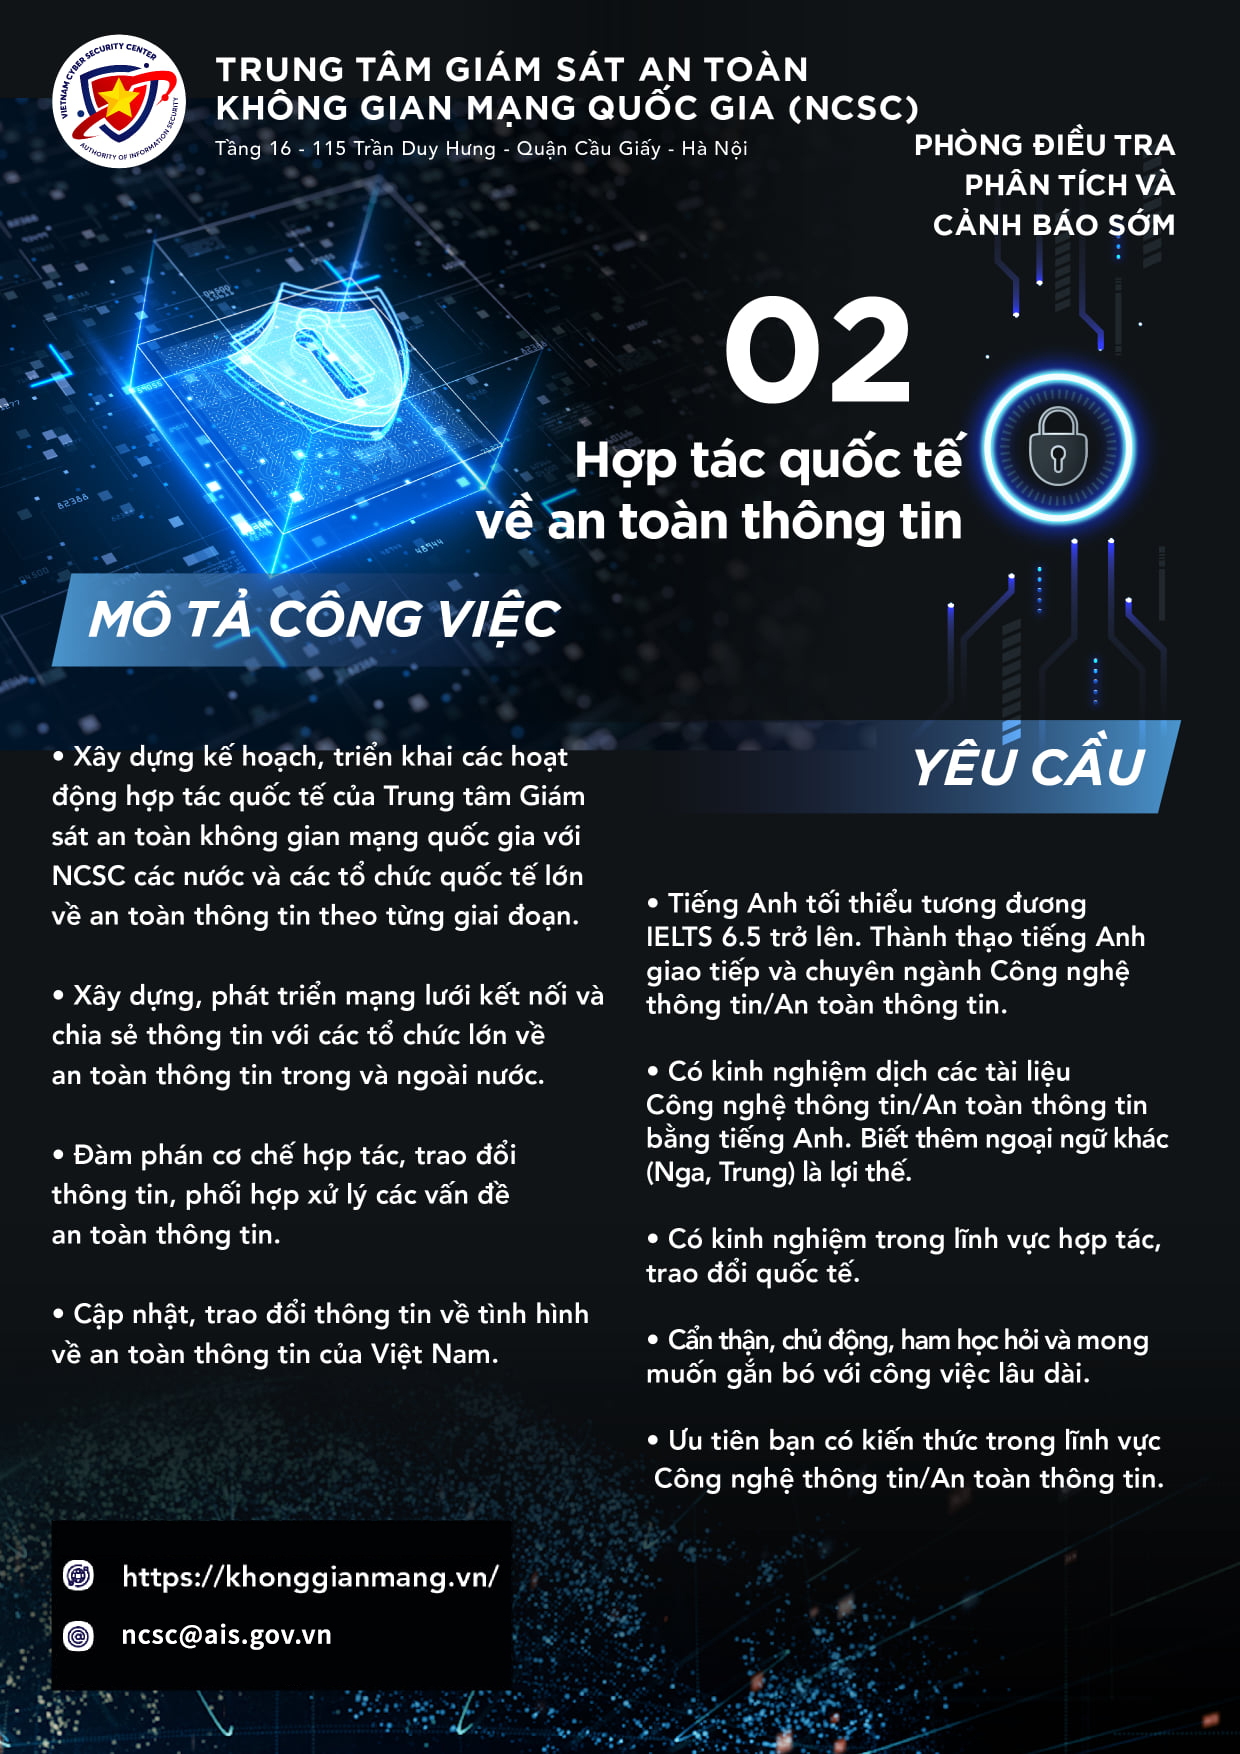 VIETNAM CYBER SECURITY CENTER
AUTHORITY OF INFORMATION SECURITY
TRUNG TÂM GIÁM SÁT AN TOÀN
KHÔNG GIAN MẠNG QUỐC GIA (NCSC)
Tầng 16 - 115 Trần Duy Hưng - Quận Cầu Giấy - Hà Nội
PHÒNG ĐIỀU TRA
PHÂN TÍCH VÀ
CẢNH BÁO SỚM
02
Hợp tác quốc tế
về an toàn thông tin
MÔ TẢ CÔNG VIỆC
• Xây dựng kế hoạch, triển khai các hoạt
động hợp tác quốc tế của Trung tâm Giám
sát an toàn không gian mạng quốc gia với
NCSC các nước và các tổ chức quốc tế lớn
về an toàn thông tin theo từng giai đoạn.
• Xây dựng, phát triển mạng lưới kết nối và
chia sẻ thông tin với các tổ chức lớn về
an toàn thông tin trong và ngoài nước.
• Đàm phán cơ chế hợp tác, trao đổi
thông tin, phối hợp xử lý các vấn đề
an toàn thông tin.
• Cập nhật, trao đổi thông tin về tình hình
về an toàn thông tin của Việt Nam.
YÊU CẦU
• Tiếng Anh tối thiểu tương đương
IELTS 6.5 trở lên. Thành thạo tiếng Anh
giao tiếp và chuyên ngành Công nghệ
thông tin/An toàn thông tin.
• Có kinh nghiệm dịch các tài liệu
Công nghệ thông tin/An toàn thông tin
bằng tiếng Anh. Biết thêm ngoại ngữ khác
(Nga, Trung) là lợi thế.
• Có kinh nghiệm trong lĩnh vực hợp tác,
trao đổi quốc tế.
• Cẩn thận, chủ động, ham học hỏi và mong
muốn gắn bó với công việc lâu dài.
• Ưu tiên bạn có kiến thức trong lĩnh vực
Công nghệ thông tin/An toàn thông tin.
https://khonggianmang.vn/
ncsc@ais.gov.vn